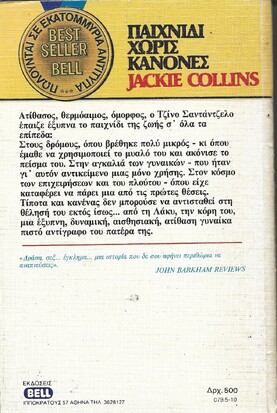 ΠΩΛΟΥΝΤΑΙ ΣΕ ΕΚΑΤΟΜΜΥΡΙΑ ΑΝΤΙΤΥΠΑ
BEST
SELLER
BELL
ΠΑΙΧΝΙΔΙ
ΧΩΡΙΣ
ΚΑΝΟΝΕΣ
JACKIE COLLINS
Ατίθασος, θερμόαιμος, όμορφος, ο Τζίνο Σαντάντζελο
έπαιζε έξυπνα το παιχνίδι της ζωής σ' όλα τα
επίπεδα:
Στους δρόμους, όπου βρέθηκε πολύ μικρός - κι όπου
έμαθε να χρησιμοποιεί το μυαλό του και ακόνισε το
πείσμα του. Στην αγκαλιά των γυναικών - που ήταν
γι' αυτόν αντικείμενο μιας μόνο χρήσης. Στον κόσμο
των επιχειρήσεων και του πλούτου - όπου είχε
καταφέρει να πάρει μια από τις πρώτες θέσεις.
Τίποτα και κανένας δεν μπορούσε να αντισταθεί στη
θέλησή του εκτός ίσως... από τη Λάκυ, την κόρη του,
μια έξυπνη, δυναμική, αισθησιακή, ατίθαση γυναίκα
πιστό αντίγραφο του πατέρα της.
«Δράση, σεξ... έγκλημα... μια ιστορία που δε σου αφήνει περιθώρια να
αναπνεύσεις».
JOHN BARKHAM REVIEWS
ΕΚΔΟΣΕΙΣ
BELL
ΙΠΠΟΚΡΑΤΟΥΣ 57 ΑΘΗΝΑ ΤΗΛ. 3628127
Δρχ. 500
0795-10